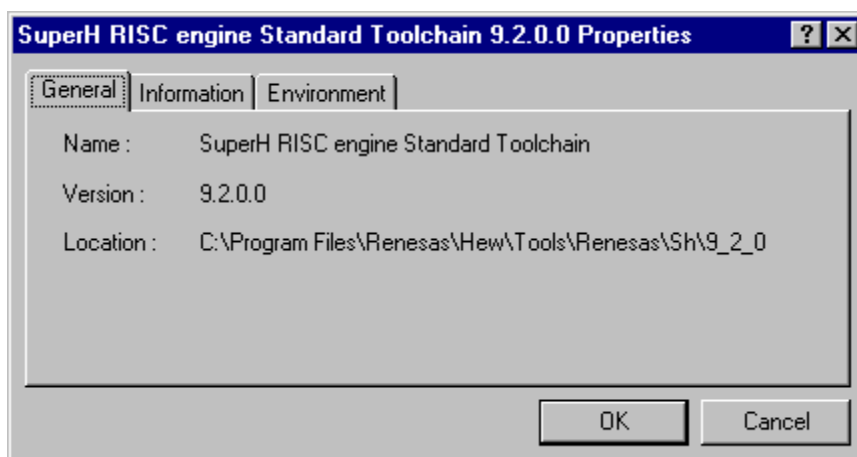 SuperH RISC engine Standard Toolchain 9.2.0.0 Properties
General Information Environment
Name : SuperH RISC engine Standard Toolchain
Version : 9.2.0.0
Location : C:\Program Files\Renesas\Hew\Tools\Renesas\Sh\9_2_0
OK Cancel